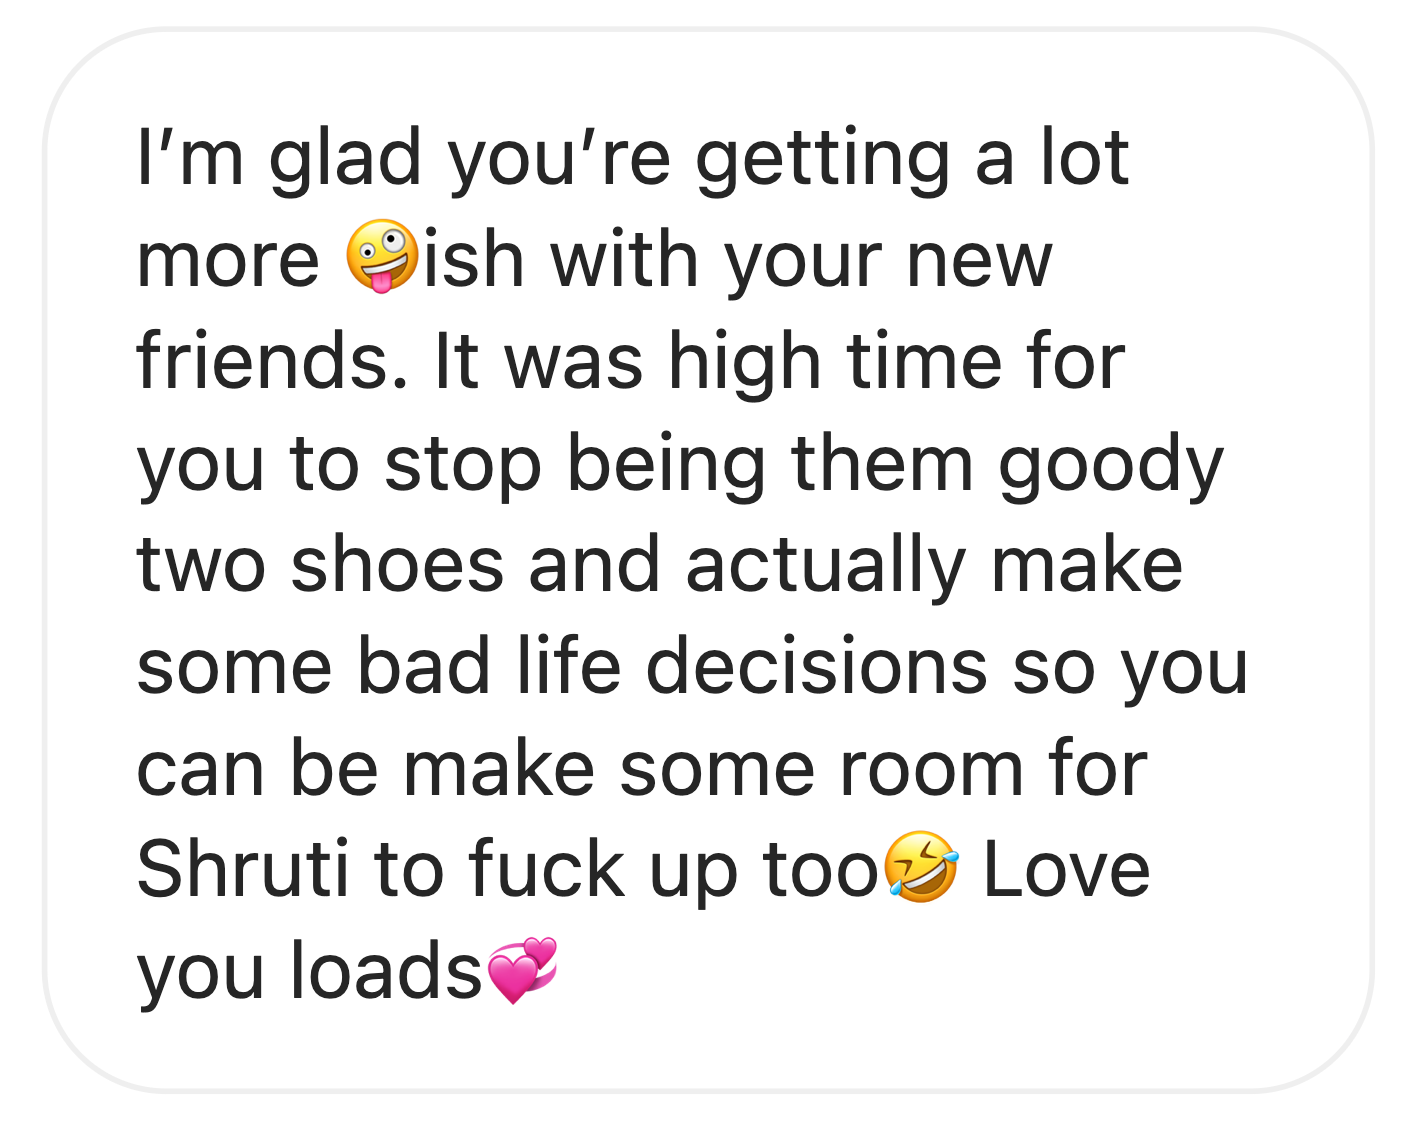 I’m glad you’re getting a lot
more 🤪ish with your new
friends. It was high time for
you to stop being them goody
two shoes and actually make
some bad life decisions so you
can be make some room for
Shruti to fuck up too🤣 Love
you loads💞